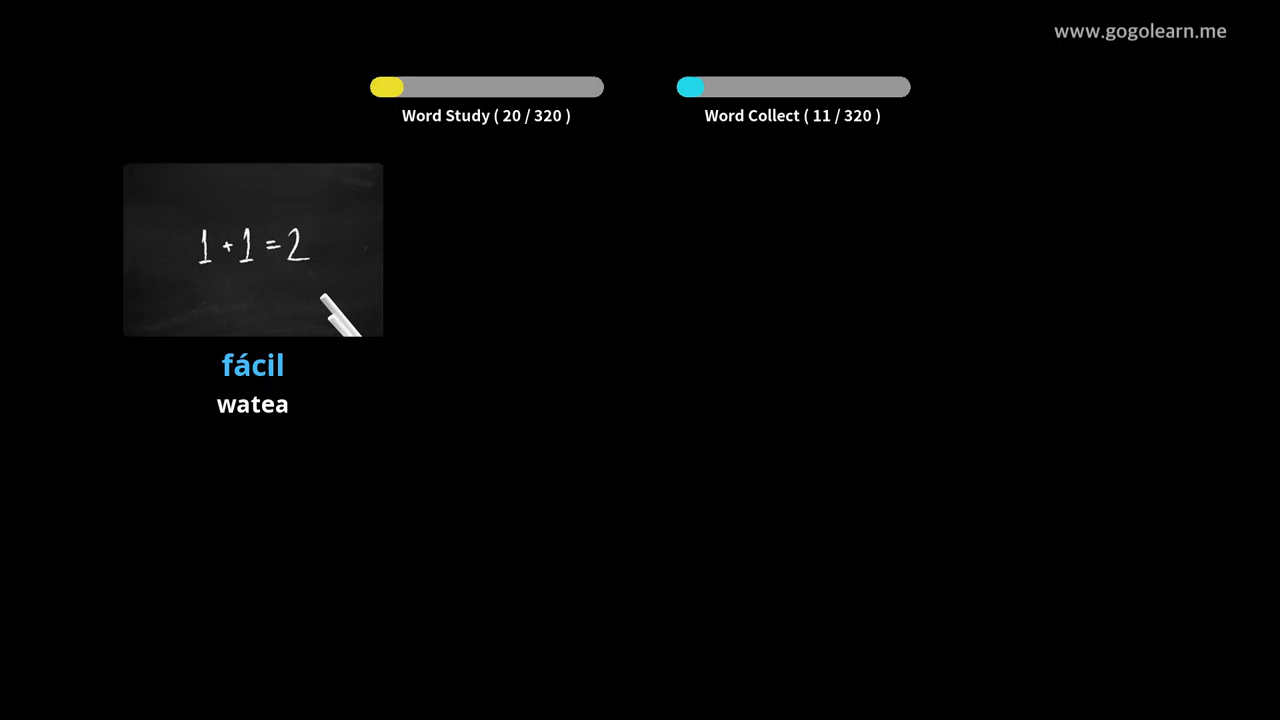 www.gogolearn.me
Word Study ( 20 / 320 )
Word Collect ( 11 / 320 )
1 + 1 = 2
fácil
watea